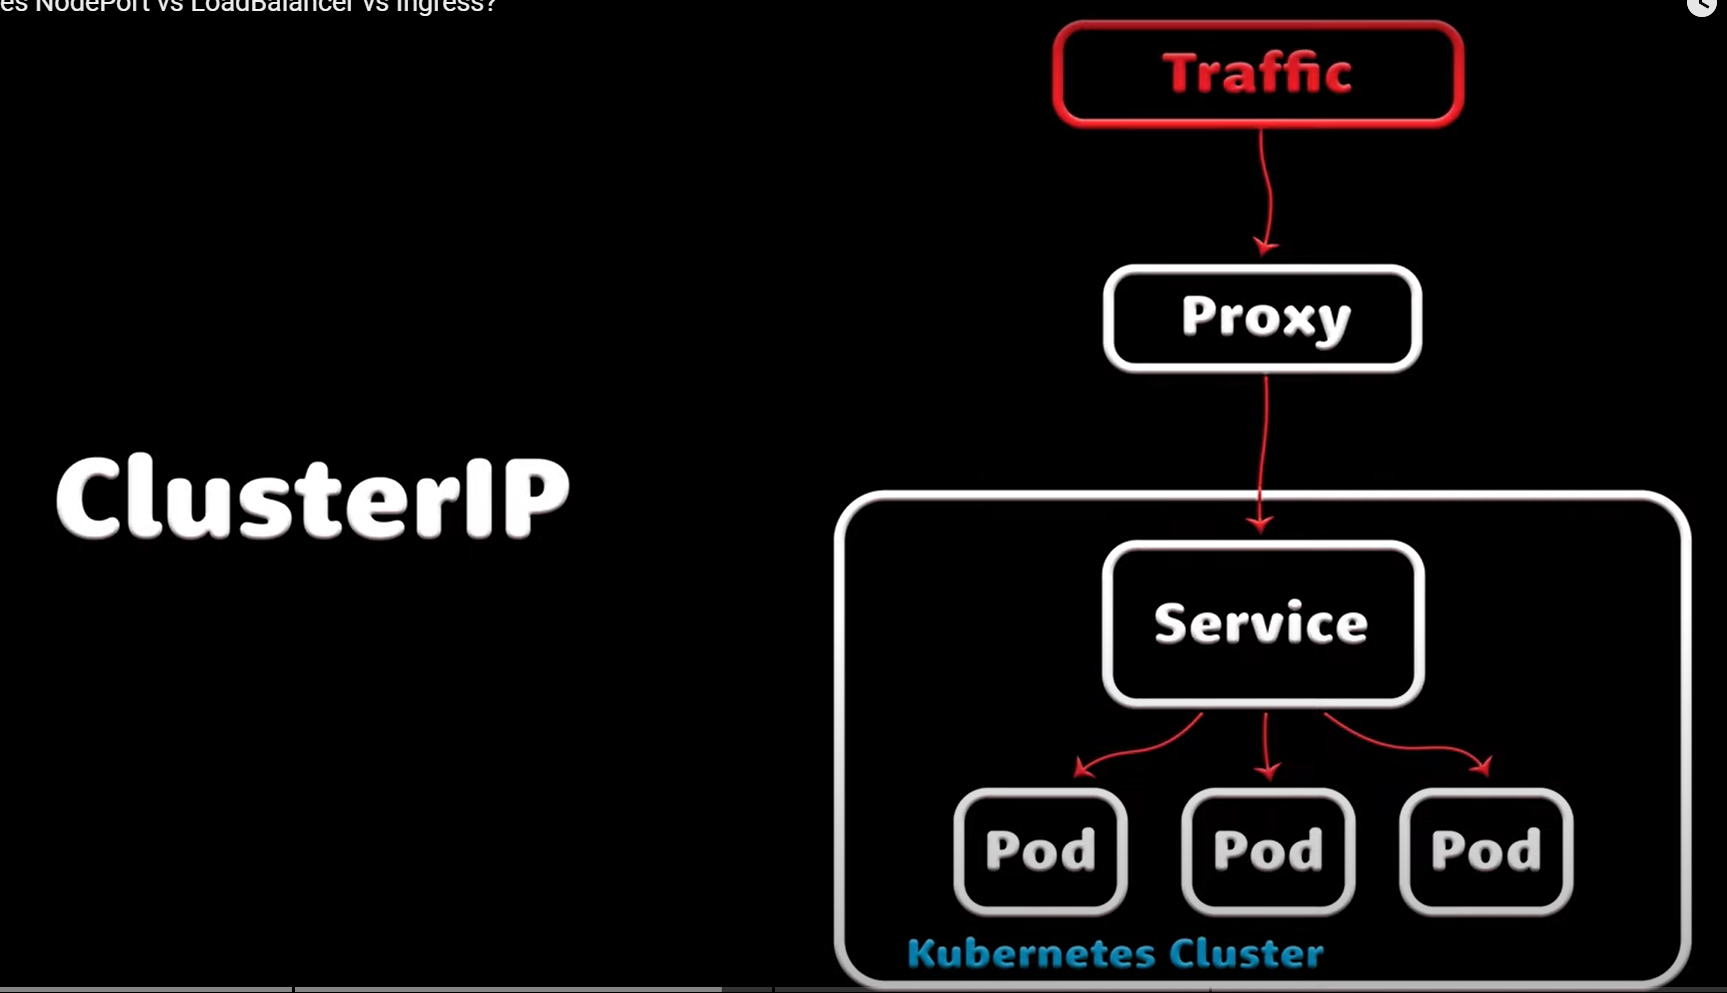 es NodePort vs LoadBalancer vs Ingress?
Traffic
Proxy
ClusterIP
Service
Pod Pod Pod
Kubernetes Cluster